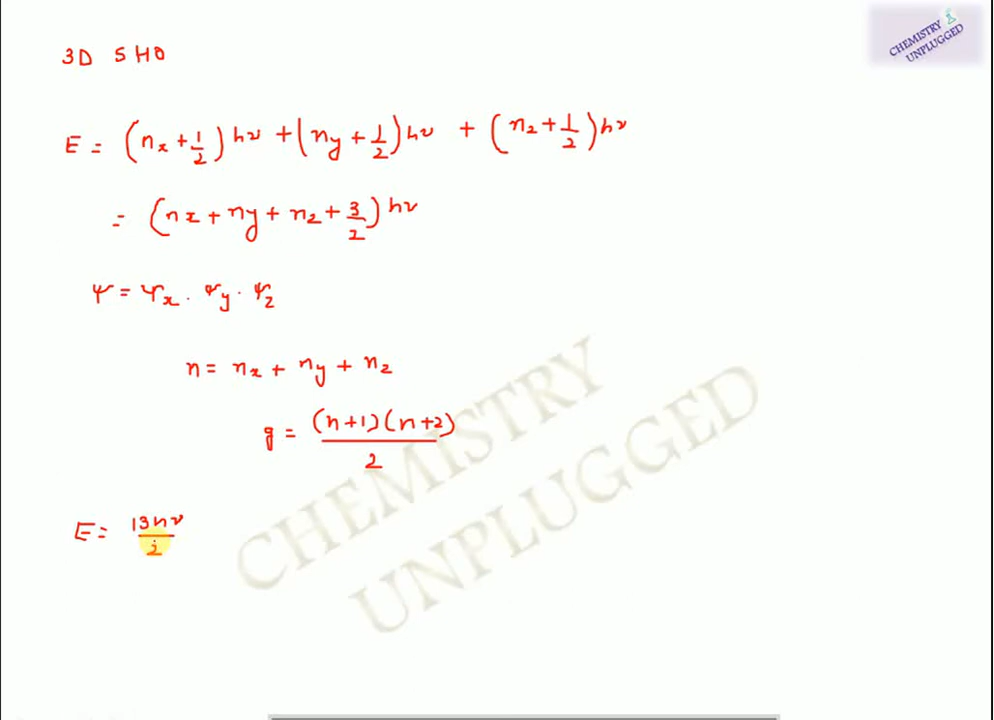 CHEMISTRY
UNPLUGGED
3D SHO
E = (nx + 1/2) hν + (ny + 1/2) hν + (nz + 1/2) hν
= (nx + ny + nz + 3/2) hν
Ψ = Ψx · Ψy · Ψz
n = nx + ny + nz
g = (n+1)(n+2)/2
E = 13hν/2
CHEMISTRY
UNPLUGGED